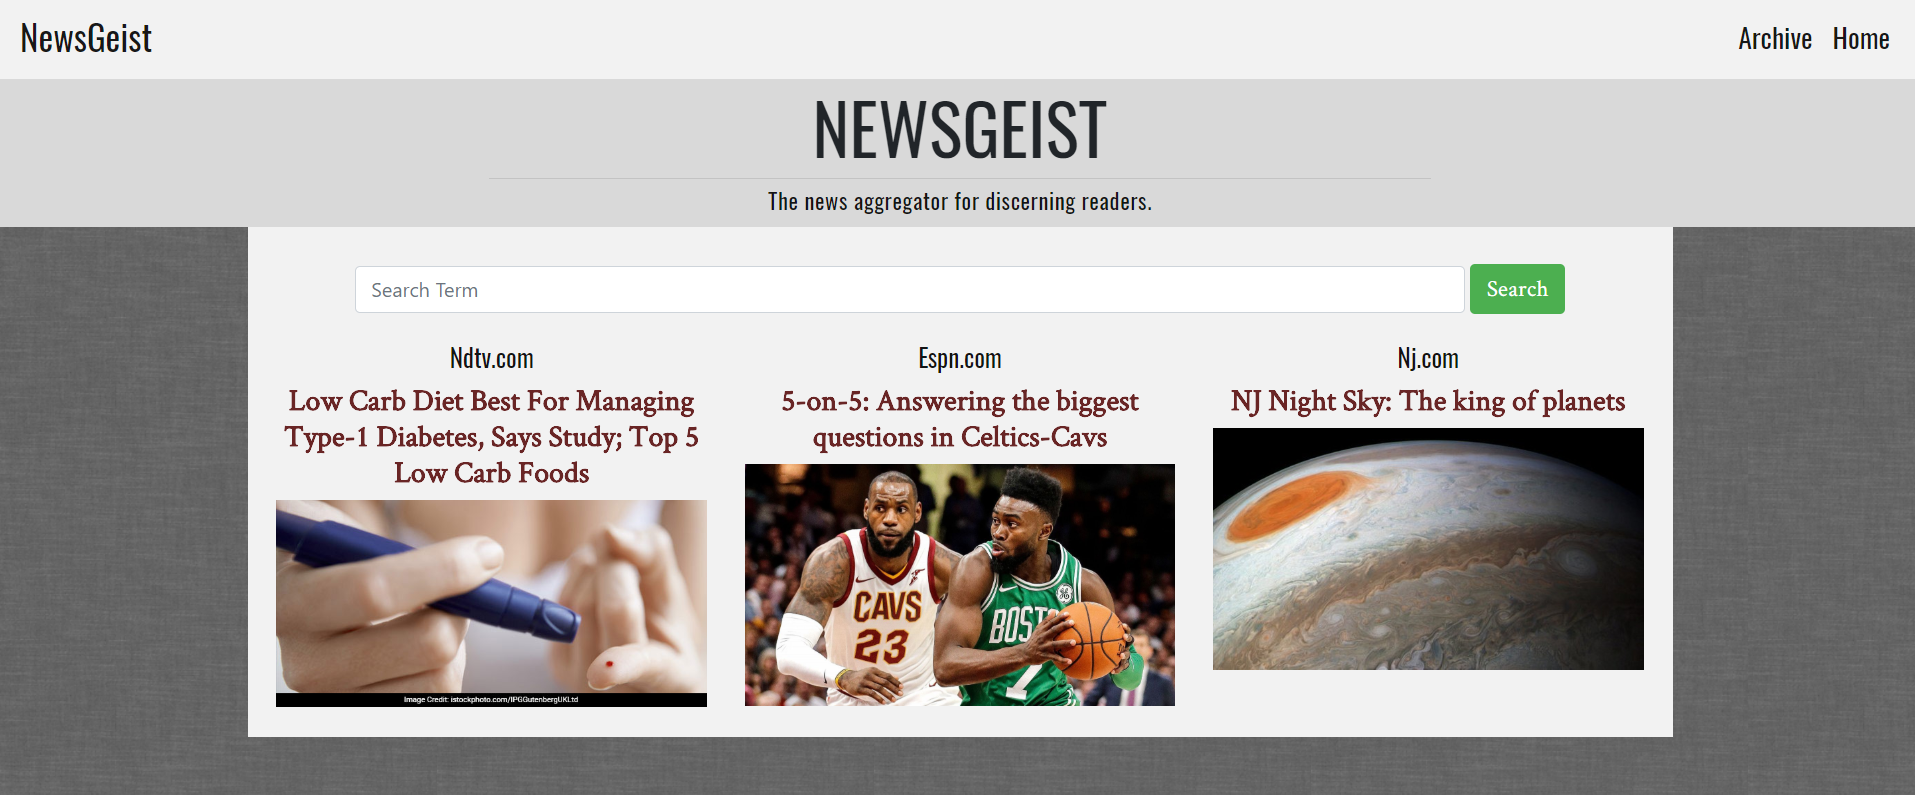 NewsGeist
Archive Home
NEWSGEIST
The news aggregator for discerning readers.
Search Term
Search
Ndtv.com
Low Carb Diet Best For Managing
Type-1 Diabetes, Says Study; Top 5
Low Carb Foods
Image Credit: istockphoto.com/IPGGutenbergUKLtd
Espn.com
5-on-5: Answering the biggest
questions in Celtics-Cavs
CAVS
23
BOST
7
Nj.com
NJ Night Sky: The king of planets